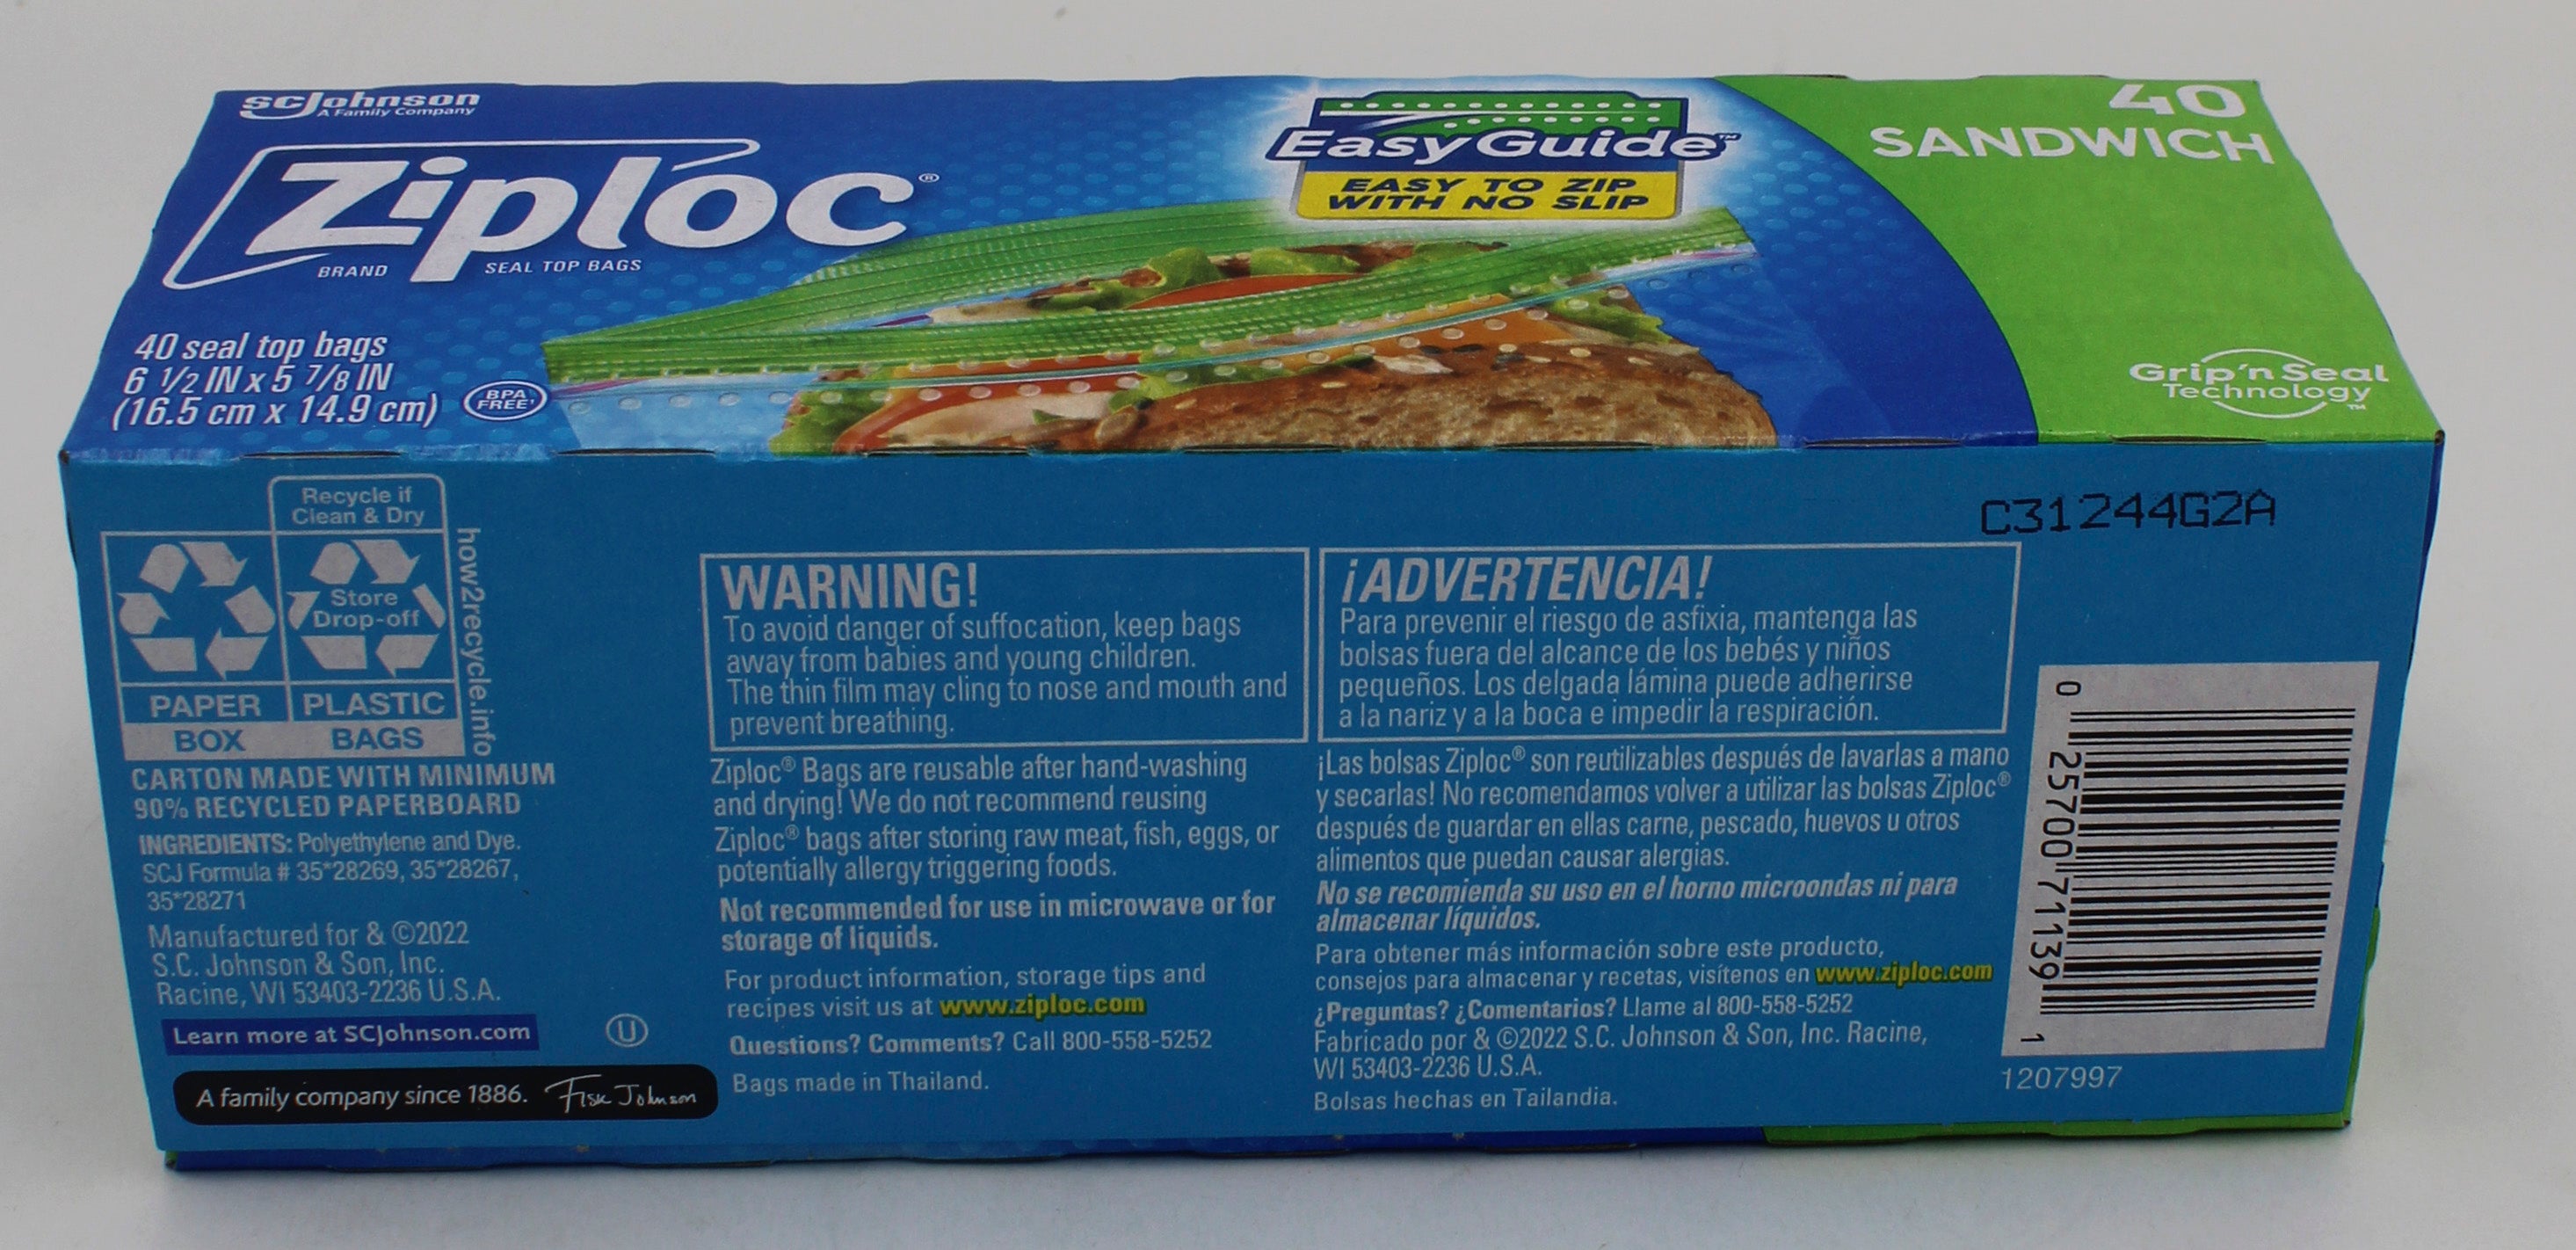 SC Johnson
A Family Company
Ziploc®
BRAND SEAL TOP BAGS
40 seal top bags
6 1/2 IN x 5 7/8 IN
(16.5 cm x 14.9 cm)
BPA
FREE†
EasyGuide™
EASY TO ZIP
WITH NO SLIP
40
SANDWICH
Grip'n Seal
Technology
™
Recycle if
Clean & Dry
Store
Drop-off
PAPER
BOX
PLASTIC
BAGS
how2recycle.info
CARTON MADE WITH MINIMUM
90% RECYCLED PAPERBOARD
INGREDIENTS: Polyethylene and Dye.
SCJ Formula # 35*28269, 35*28267,
35*28271
Manufactured for & ©2022
S.C. Johnson & Son, Inc.
Racine, WI 53403-2236 U.S.A.
Learn more at SCJohnson.com
U
A family company since 1886. Fisk Johnson
WARNING!
To avoid danger of suffocation, keep bags
away from babies and young children.
The thin film may cling to nose and mouth and
prevent breathing.
Ziploc® Bags are reusable after hand-washing
and drying! We do not recommend reusing
Ziploc® bags after storing raw meat, fish, eggs, or
potentially allergy triggering foods.
Not recommended for use in microwave or for
storage of liquids.
For product information, storage tips and
recipes visit us at www.ziploc.com
Questions? Comments? Call 800-558-5252
Bags made in Thailand.
¡ADVERTENCIA!
Para prevenir el riesgo de asfixia, mantenga las
bolsas fuera del alcance de los bebés y niños
pequeños. Los delgada lámina puede adherirse
a la nariz y a la boca e impedir la respiración.
¡Las bolsas Ziploc® son reutilizables después de lavarlas a mano
y secarlas! No recomendamos volver a utilizar las bolsas Ziploc®
después de guardar en ellas carne, pescado, huevos u otros
alimentos que puedan causar alergias.
No se recomienda su uso en el horno microondas ni para
almacenar líquidos.
Para obtener más información sobre este producto,
consejos para almacenar y recetas, visítenos en www.ziploc.com
¿Preguntas? ¿Comentarios? Llame al 800-558-5252
Fabricado por & ©2022 S.C. Johnson & Son, Inc. Racine,
WI 53403-2236 U.S.A.
Bolsas hechas en Tailandia.
C31244G2A
0 25700 71139 1
1207997